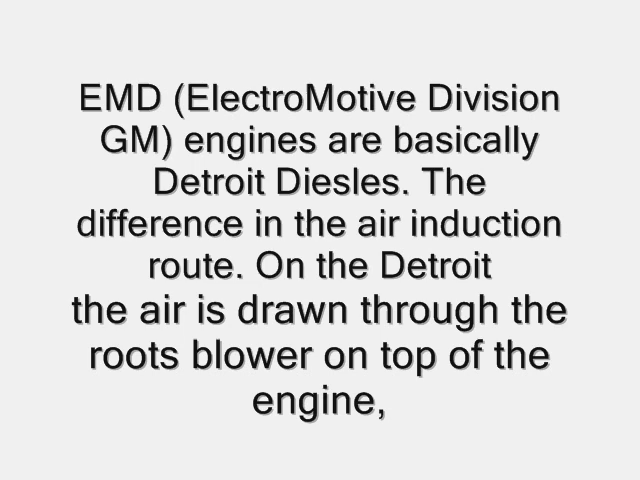 EMD (ElectroMotive Division
GM) engines are basically
Detroit Diesles. The
difference in the air induction
route. On the Detroit
the air is drawn through the
roots blower on top of the
engine,